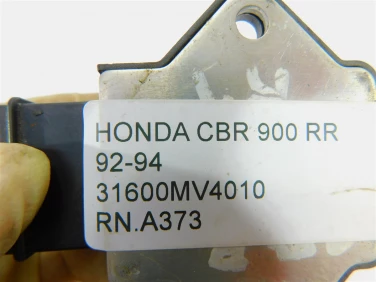 HONDA CBR 900 RR
92-94
31600MV4010
RN.A373